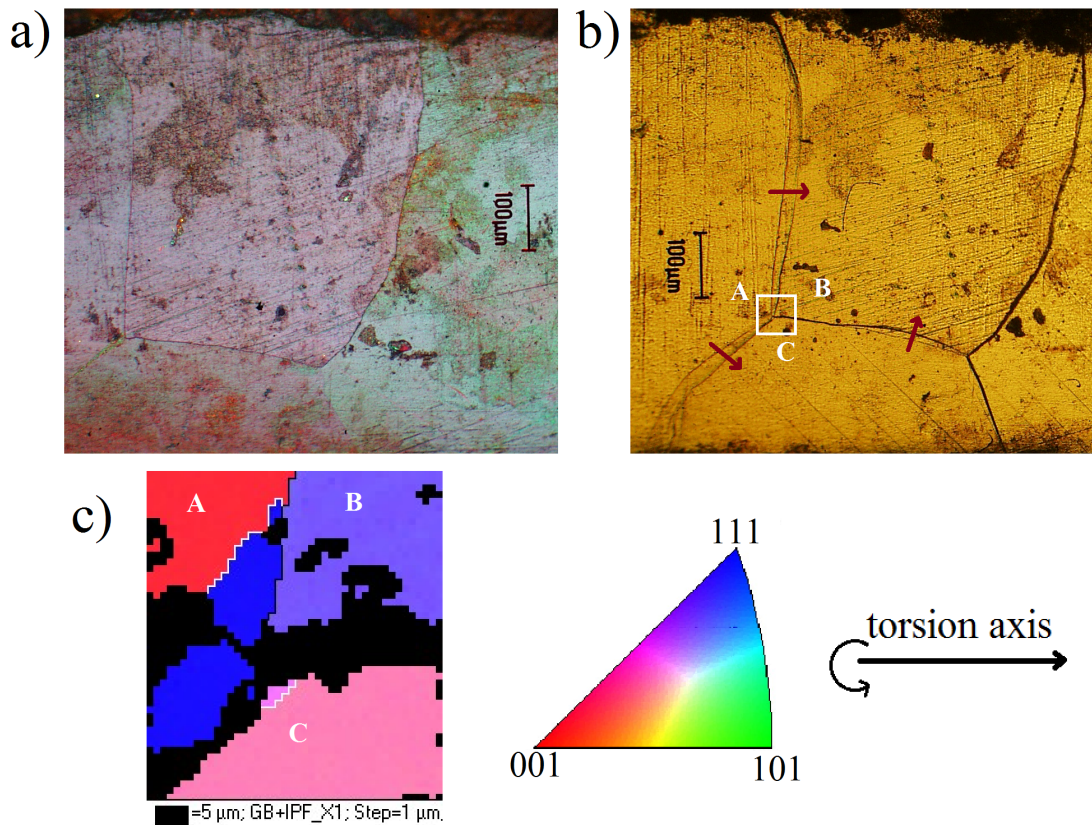 a)
100µm
b)
100µm
A
B
C
c)
A
B
C
=5 µm; GB+IPF_X1; Step=1 µm.
111
001
101
torsion axis